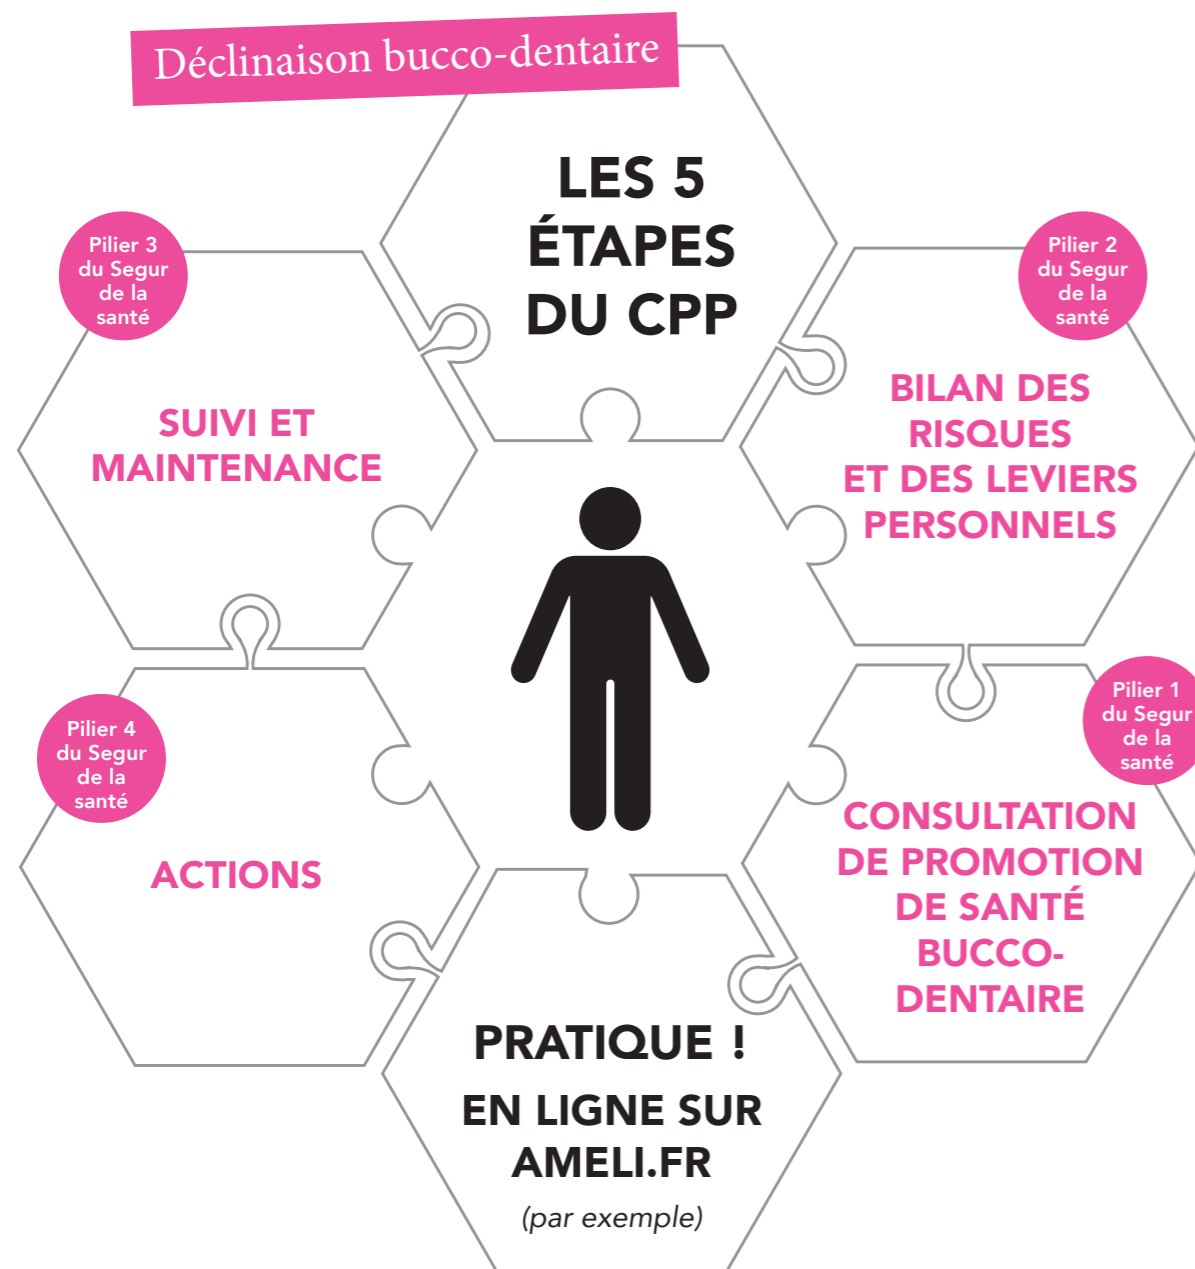 Déclinaison bucco-dentaire
LES 5
ÉTAPES
DU CPP
Pilier 3
du Segur
de la
santé
SUIVI ET
MAINTENANCE
Pilier 2
du Segur
de la
santé
BILAN DES
RISQUES
ET DES LEVIERS
PERSONNELS
Pilier 4
du Segur
de la
santé
ACTIONS
Pilier 1
du Segur
de la
santé
CONSULTATION
DE PROMOTION
DE SANTÉ
BUCCO-
DENTAIRE
PRATIQUE !
EN LIGNE SUR
AMELI.FR
(par exemple)